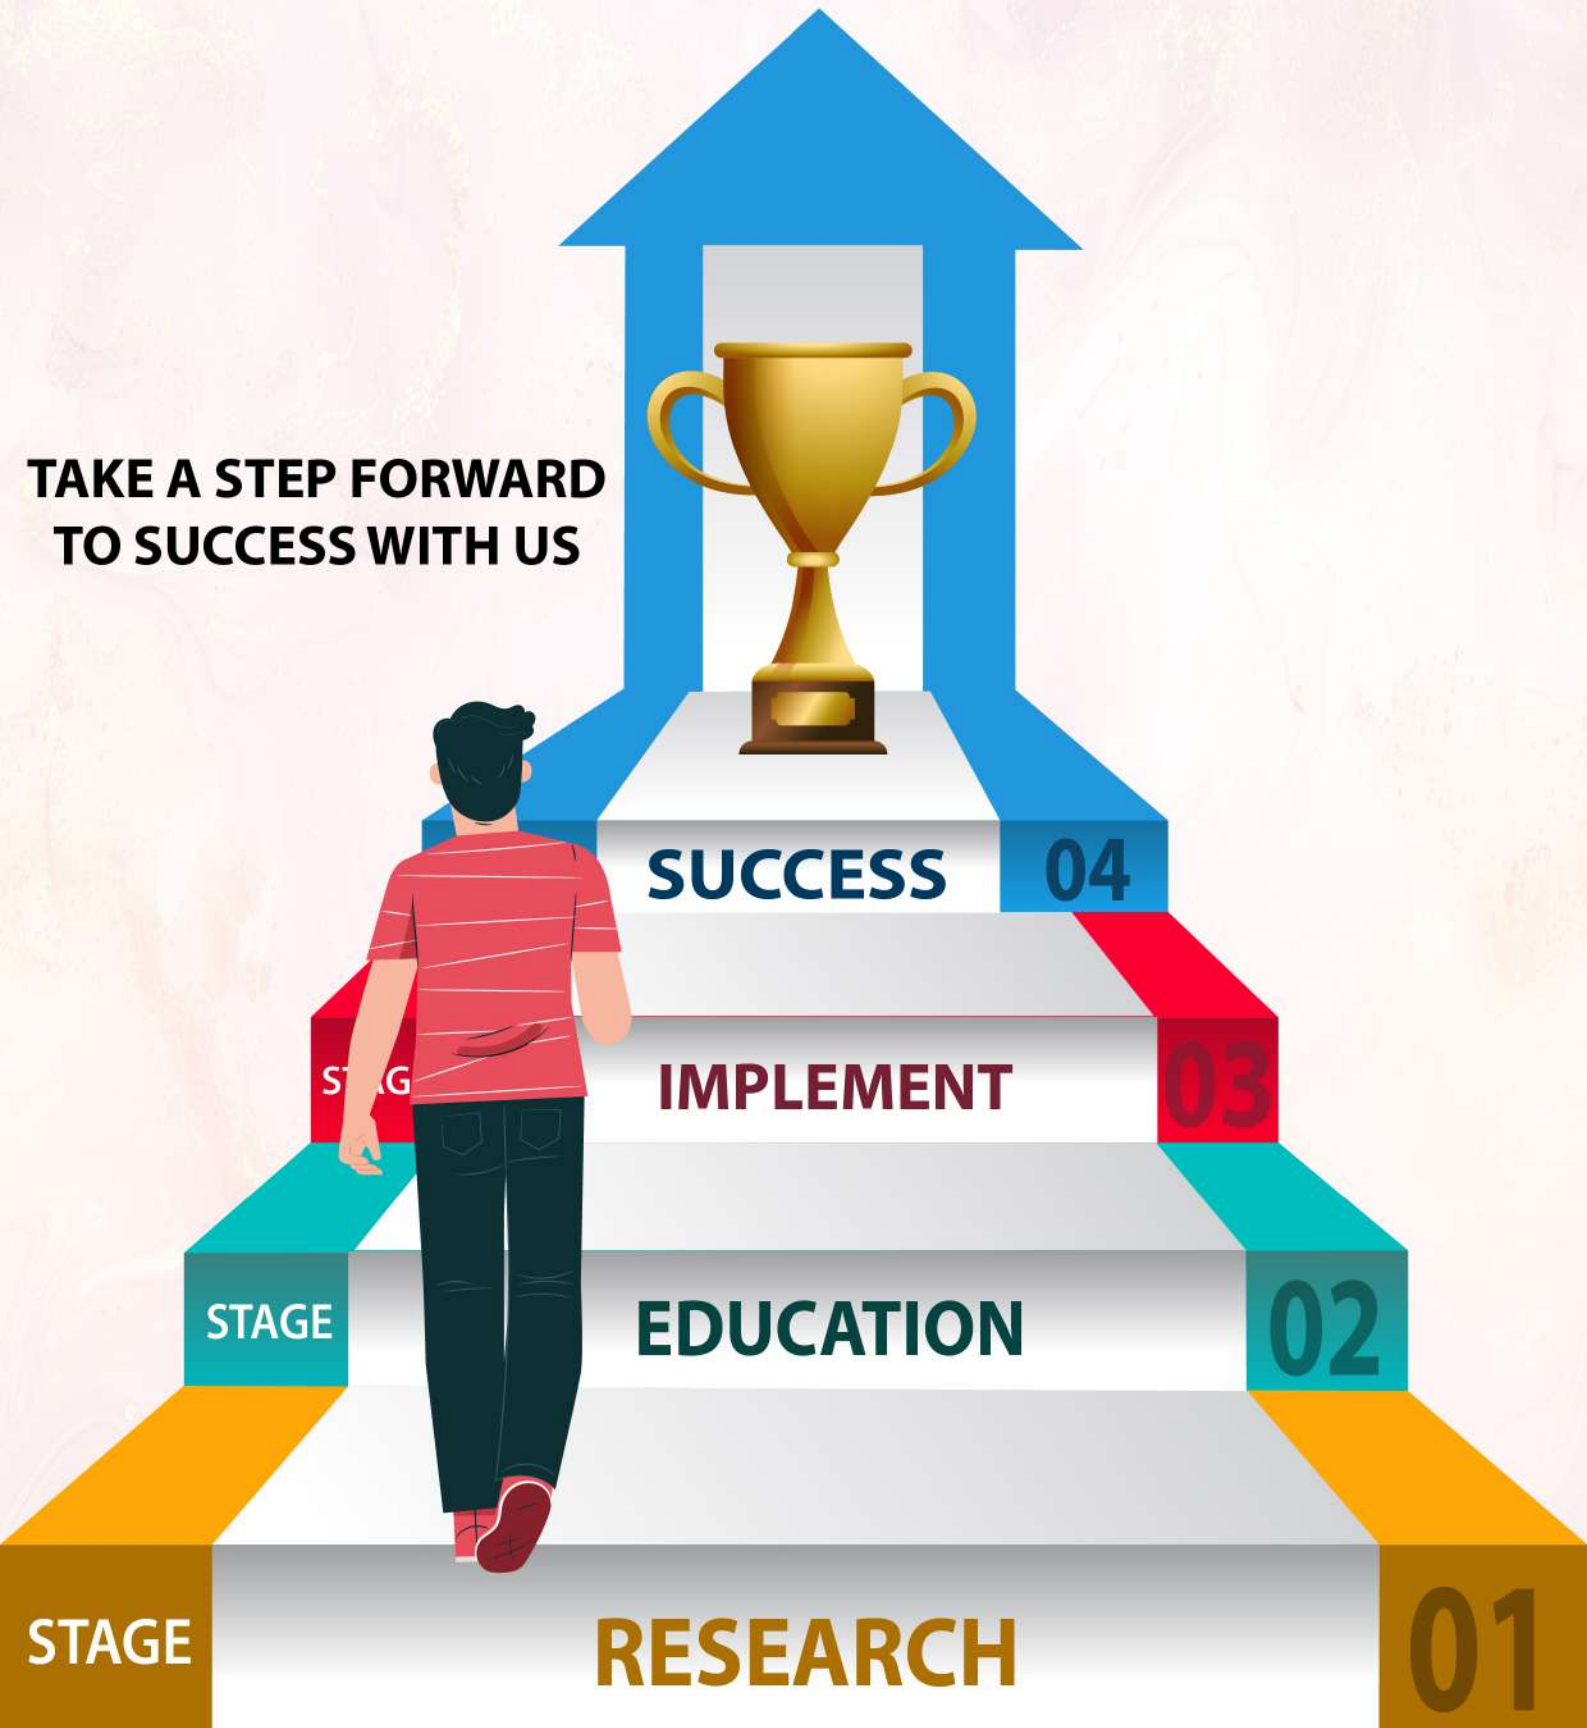 TAKE A STEP FORWARD
TO SUCCESS WITH US
SUCCESS 04
IMPLEMENT 03
STAGE EDUCATION 02
STAGE RESEARCH 01